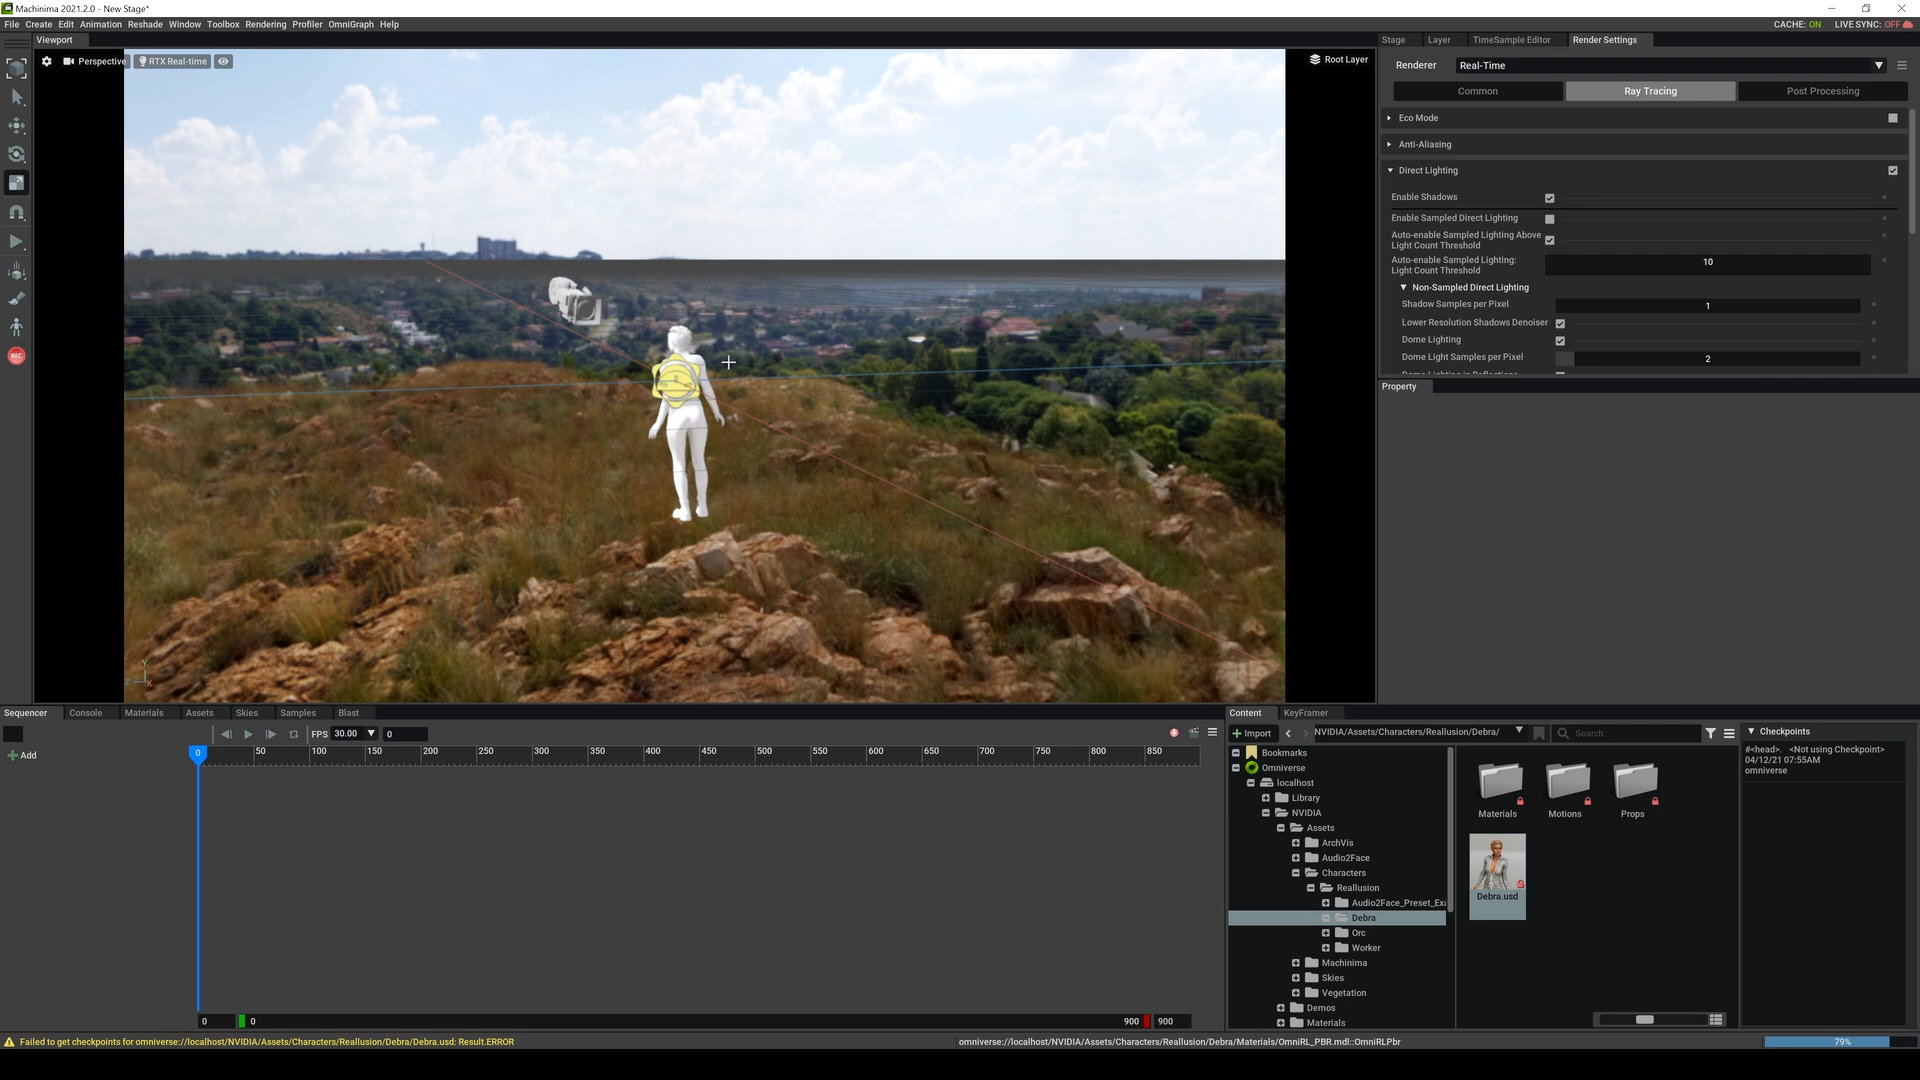 Machinima 2021.2.0 - New Stage*
File Create Edit Animation Reshade Window Toolbox Rendering Profiler OmniGraph Help
CACHE: ON LIVE SYNC: OFF
Viewport
Perspective RTX Real-time
Root Layer
Stage Layer TimeSample Editor Render Settings
Renderer Real-Time
Common Ray Tracing Post Processing
Eco Mode
Anti-Aliasing
Direct Lighting
Enable Shadows
Enable Sampled Direct Lighting
Auto-enable Sampled Lighting Above
Light Count Threshold
Auto-enable Sampled Lighting:
Light Count Threshold
10
Non-Sampled Direct Lighting
Shadow Samples per Pixel 1
Lower Resolution Shadows Denoiser
Dome Lighting
Dome Light Samples per Pixel 2
Property
REC
Y
Z X
Sequencer Console Materials Assets Skies Samples Blast
FPS 30.00 0
Add
0 50 100 150 200 250 300 350 400 450 500 550 600 650 700 750 800 850
0 0 900 900
Content KeyFramer
Import NVIDIA/Assets/Characters/Reallusion/Debra/ Search
Bookmarks
Omniverse
localhost
Library
NVIDIA
Assets
ArchVis
Audio2Face
Characters
Reallusion
Audio2Face_Preset_Ex
Debra
Orc
Worker
Machinima
Skies
Vegetation
Demos
Materials
Materials Motions Props
Debra.usd
Checkpoints
#<head>. <Not using Checkpoint>
04/12/21 07:55AM
omniverse
Failed to get checkpoints for omniverse://localhost/NVIDIA/Assets/Characters/Reallusion/Debra/Debra.usd: Result.ERROR
omniverse://localhost/NVIDIA/Assets/Characters/Reallusion/Debra/Materials/OmniRL_PBR.mdl::OmniRLPbr
79%